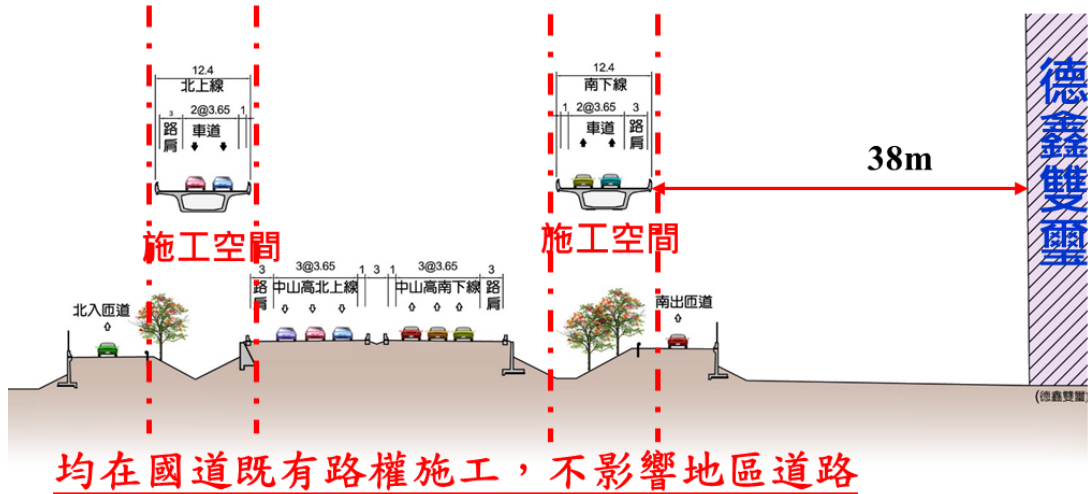 12.4
北上線
3 2@3.65 1
路肩 車道
施工空間
12.4
南下線
1 2@3.65 3
車道 路肩
施工空間
38m
德鑫雙璽
3 3@3.65 1 3 1 3@3.65 3
路肩 中山高北上線 中山高南下線 路肩
北入匝道
南出匝道
(德鑫雙璽)
均在國道既有路權施工，不影響地區道路